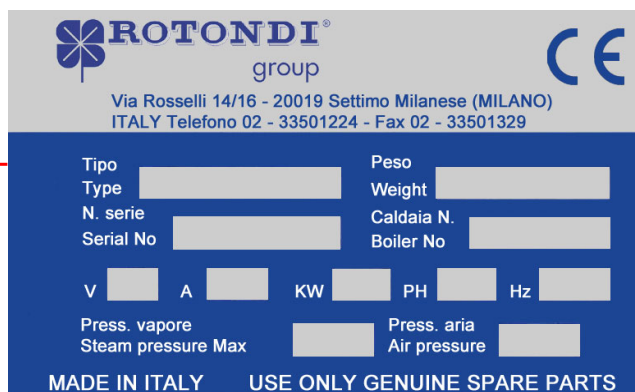 ROTONDI®
group
CE
Via Rosselli 14/16 - 20019 Settimo Milanese (MILANO)
ITALY Telefono 02 - 33501224 - Fax 02 - 33501329
Tipo
Type
Peso
Weight
N. serie
Serial No
Caldaia N.
Boiler No
V A KW PH Hz
Press. vapore
Steam pressure Max
Press. aria
Air pressure
MADE IN ITALY USE ONLY GENUINE SPARE PARTS